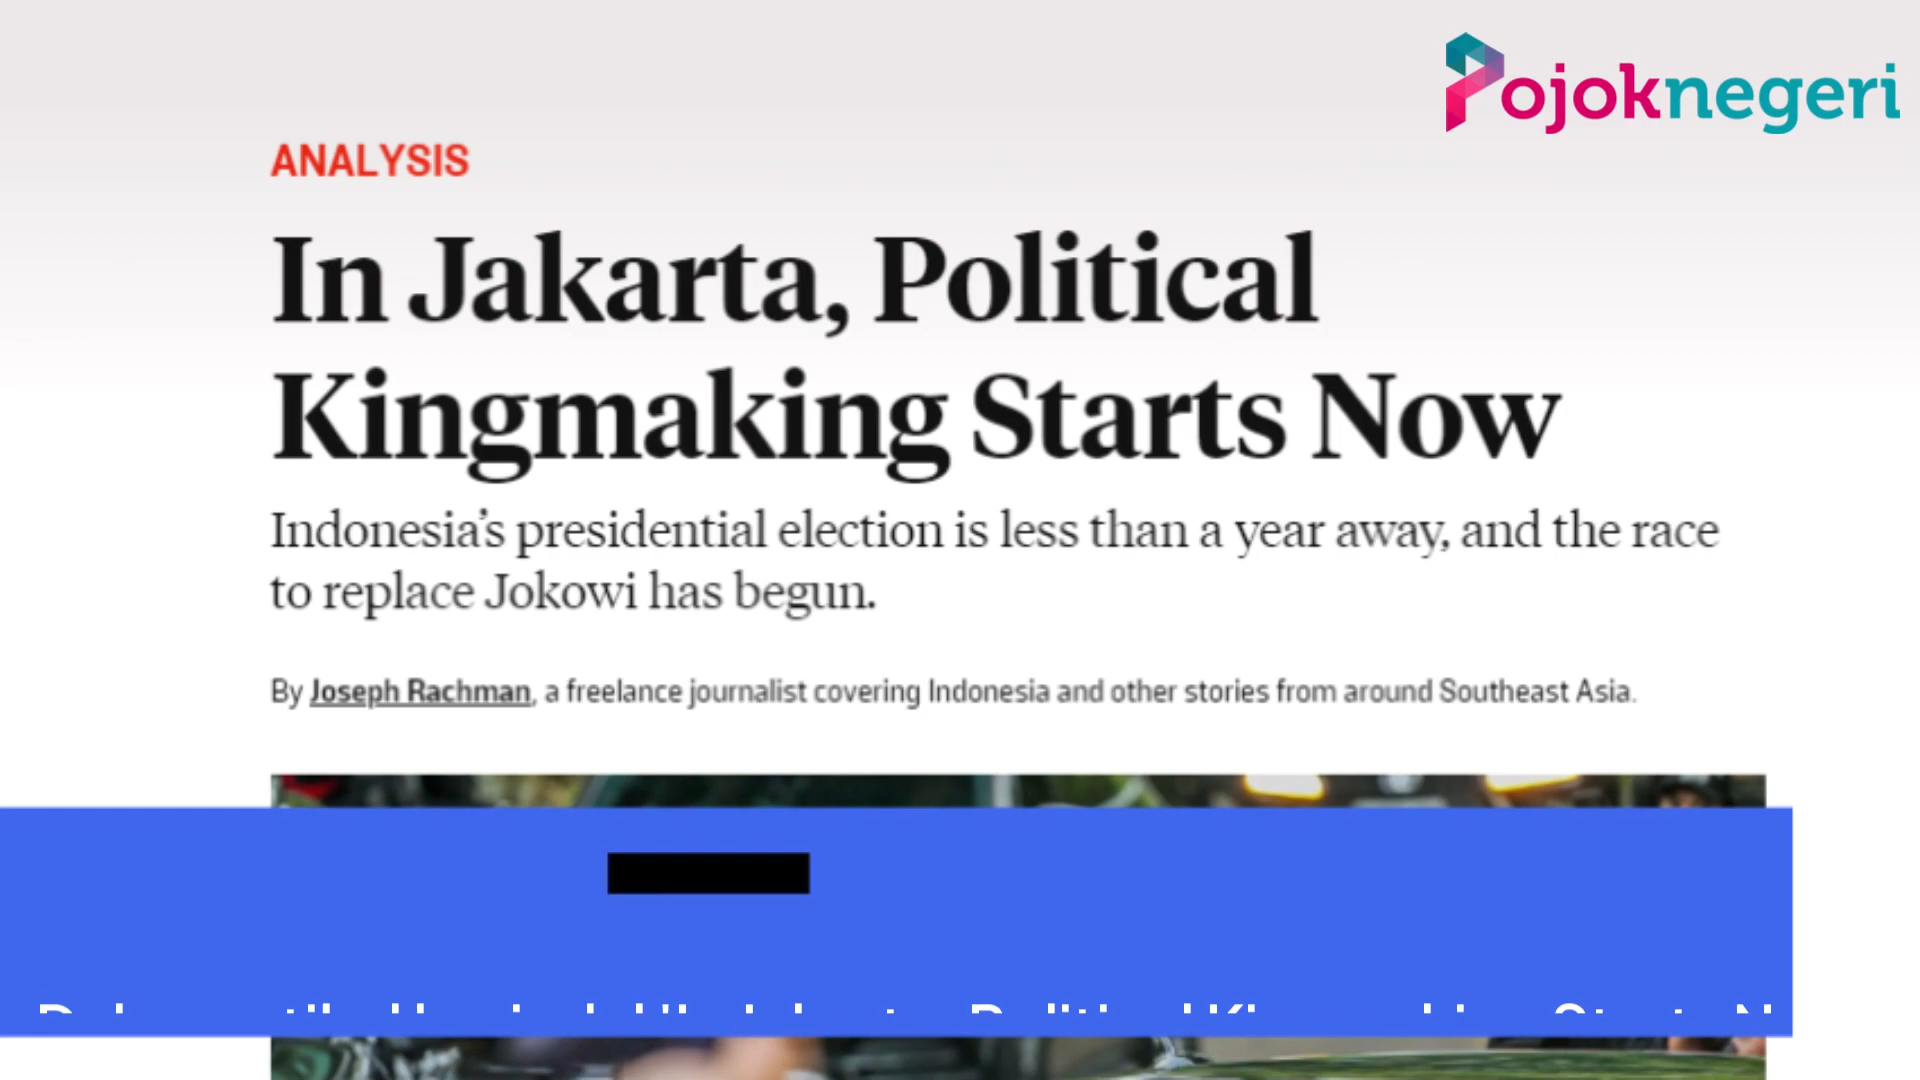 Pojoknegeri
ANALYSIS
In Jakarta, Political
Kingmaking Starts Now
Indonesia’s presidential election is less than a year away, and the race
to replace Jokowi has begun.
By Joseph Rachman, a freelance journalist covering Indonesia and other stories from around Southeast Asia.